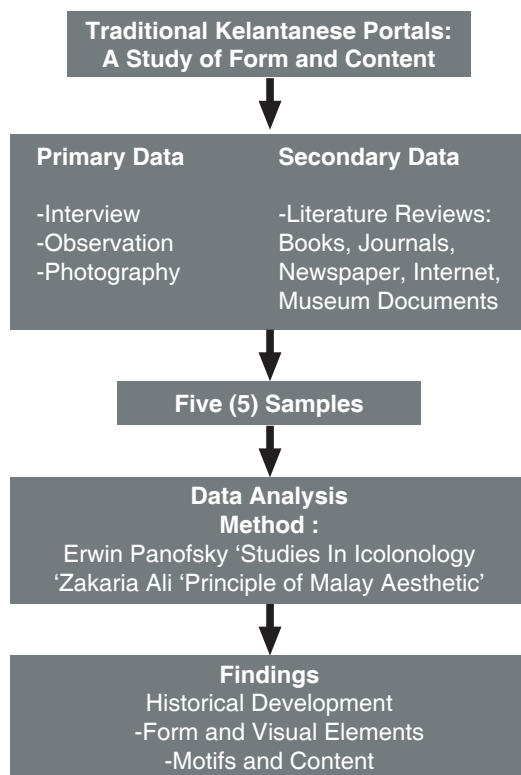 Traditional Kelantanese Portals:
A Study of Form and Content
Primary Data
-Interview
-Observation
-Photography
Secondary Data
-Literature Reviews:
Books, Journals,
Newspaper, Internet,
Museum Documents
Five (5) Samples
Data Analysis
Method :
Erwin Panofsky ‘Studies In Icolonology
‘Zakaria Ali ‘Principle of Malay Aesthetic’
Findings
Historical Development
-Form and Visual Elements
-Motifs and Content